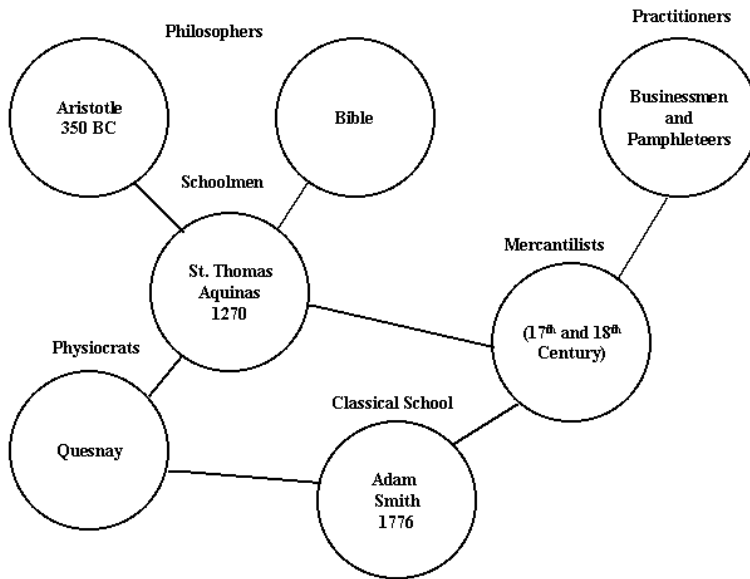 Philosophers
Practitioners
Aristotle
350 BC
Bible
Businessmen
and
Pamphleteers
Schoolmen
St. Thomas
Aquinas
1270
Mercantilists
(17th and 18th
Century)
Physiocrats
Quesnay
Classical School
Adam
Smith
1776